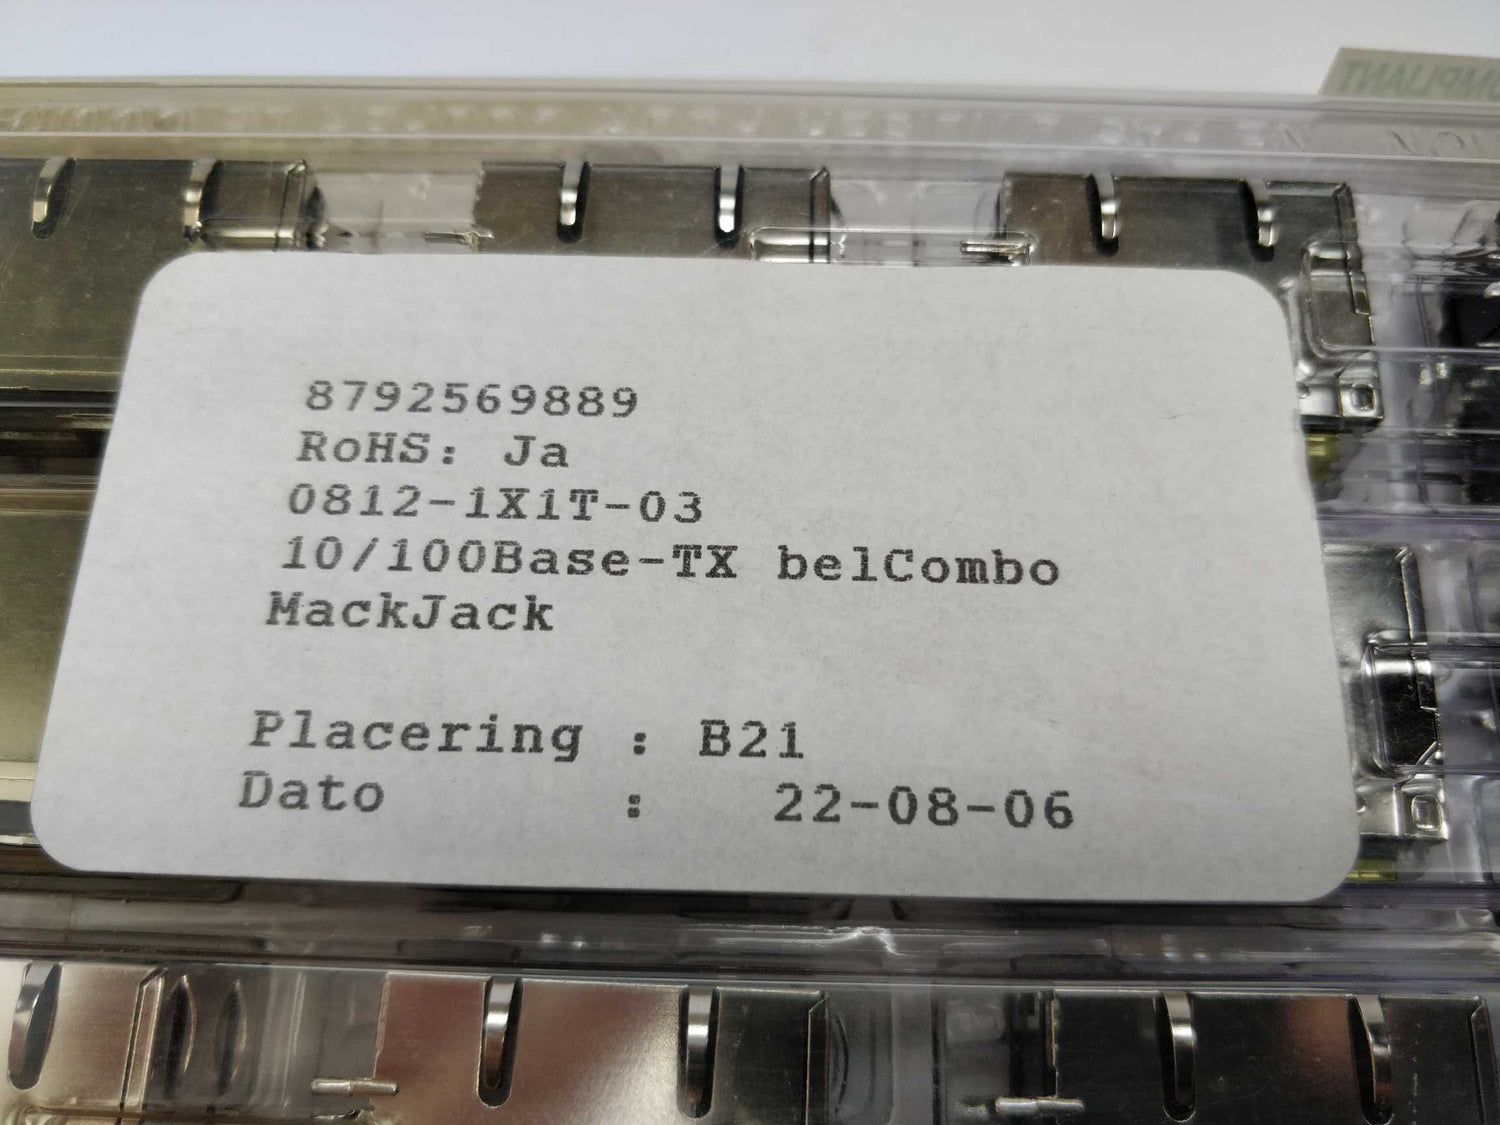 8792569889
RoHS: Ja
0812-1X1T-03
10/100Base-TX belCombo
MackJack
Placering : B21
Dato : 22-08-06